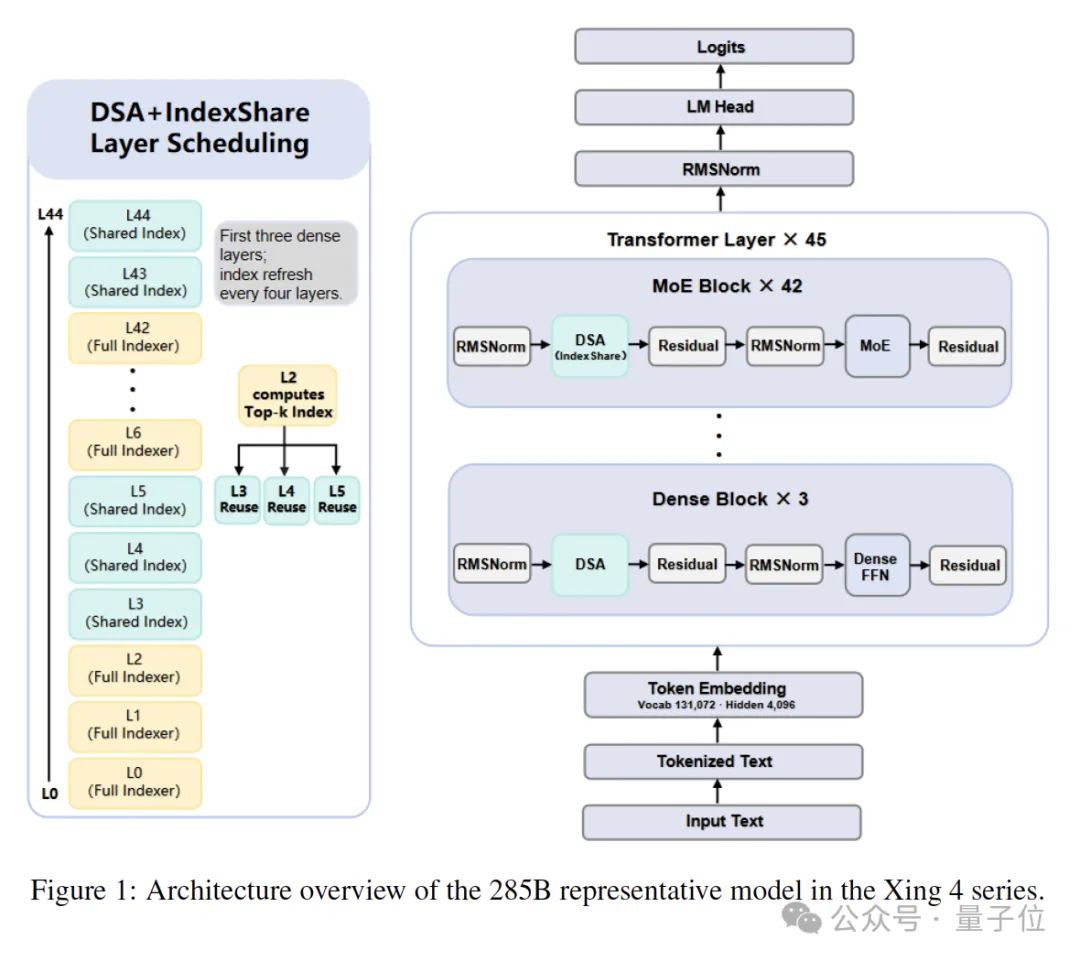 DSA+IndexShare
Layer Scheduling
L44
L44
(Shared Index)
L43
(Shared Index)
L42
(Full Indexer)
L6
(Full Indexer)
L5
(Shared Index)
L4
(Shared Index)
L3
(Shared Index)
L2
(Full Indexer)
L1
(Full Indexer)
L0
(Full Indexer)
L0
First three dense
layers;
index refresh
every four layers.
L2
computes
Top-k Index
L3
Reuse
L4
Reuse
L5
Reuse
Logits
LM Head
RMSNorm
Transformer Layer × 45
MoE Block × 42
RMSNorm
DSA
(IndexShare)
Residual
RMSNorm
MoE
Residual
Dense Block × 3
RMSNorm
DSA
Residual
RMSNorm
Dense
FFN
Residual
Token Embedding
Vocab 131,072 · Hidden 4,096
Tokenized Text
Input Text
Figure 1: Architecture overview of the 285B representative model in the Xing 4 series.
公众号 · 量子位